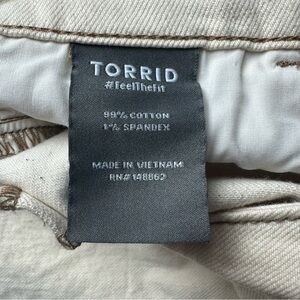 TORRID
#FeelTheFit
99% COTTON
1% SPANDEX
MADE IN VIETNAM
RN# 148862